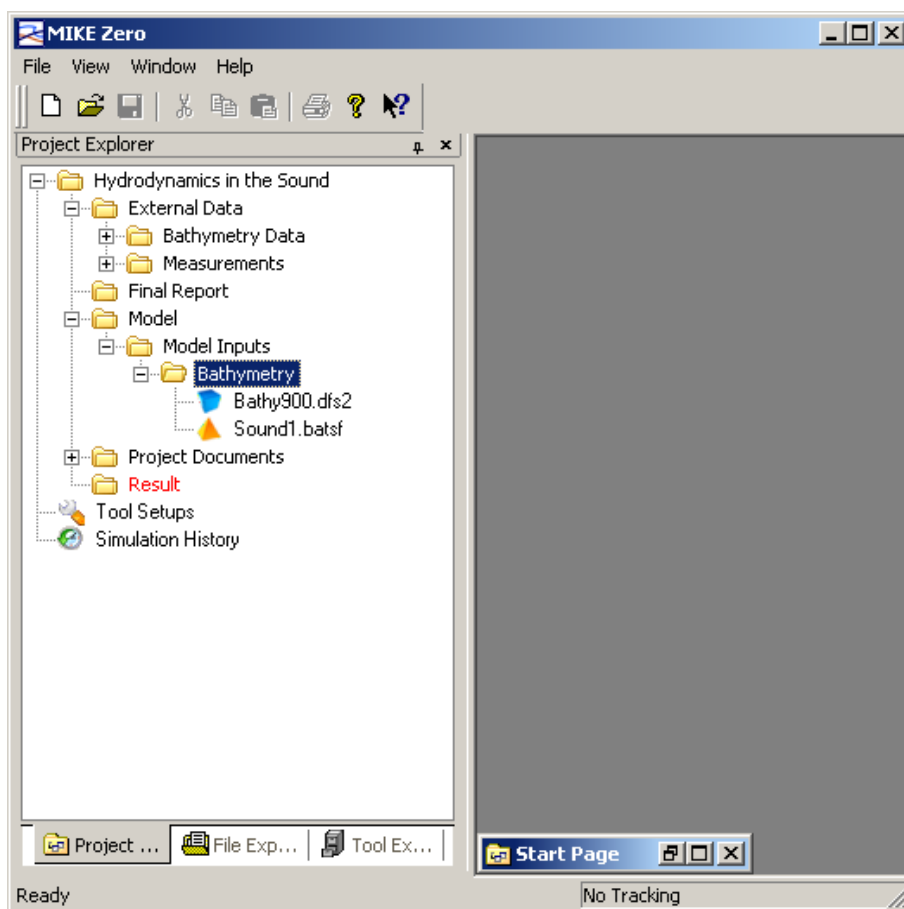 MIKE Zero
File View Window Help
Project Explorer
Hydrodynamics in the Sound
External Data
Bathymetry Data
Measurements
Final Report
Model
Model Inputs
Bathymetry
Bathy900.dfs2
Sound1.batsf
Project Documents
Result
Tool Setups
Simulation History
Project ... File Exp... Tool Ex...
Start Page
Ready No Tracking